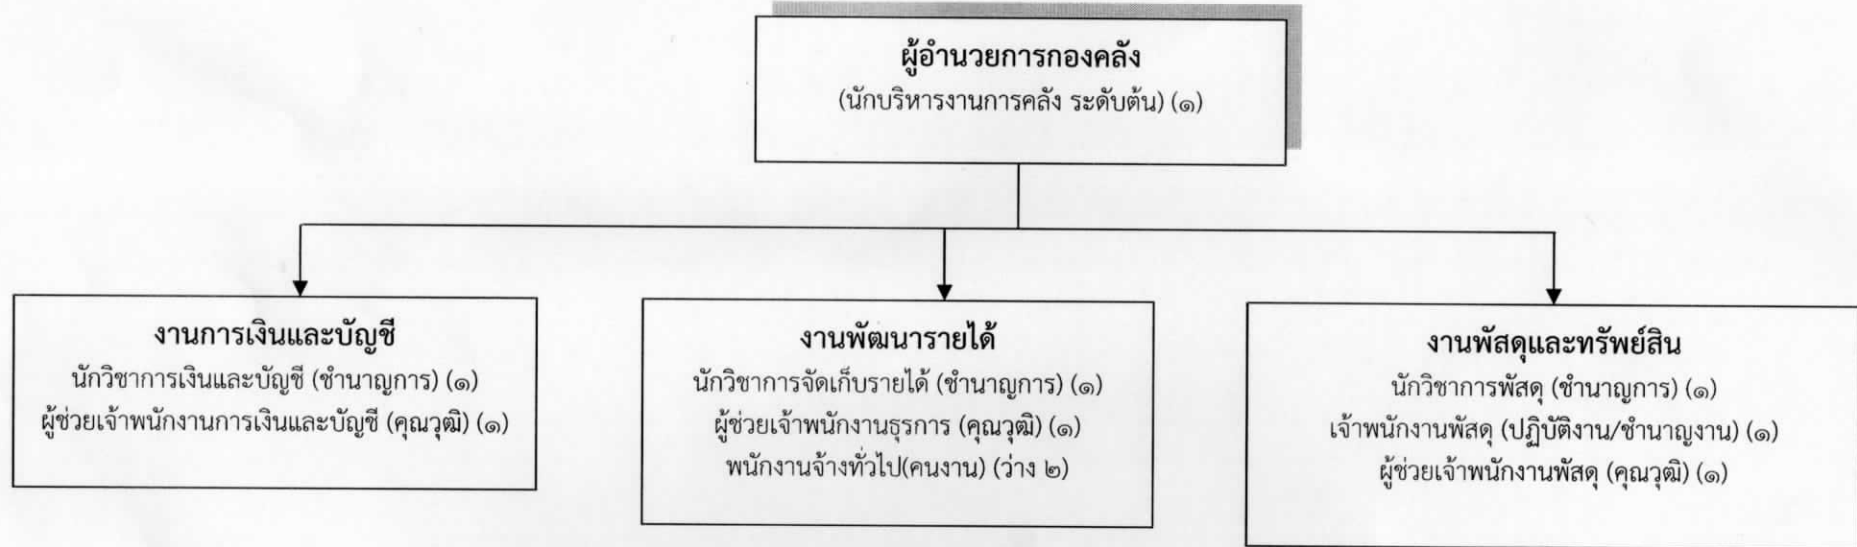 ผู้อำนวยการกองคลัง
(นักบริหารงานการคลัง ระดับต้น) (๑)
งานการเงินและบัญชี
นักวิชาการเงินและบัญชี (ชำนาญการ) (๑)
ผู้ช่วยเจ้าพนักงานการเงินและบัญชี (คุณวุฒิ) (๑)
งานพัฒนารายได้
นักวิชาการจัดเก็บรายได้ (ชำนาญการ) (๑)
ผู้ช่วยเจ้าพนักงานธุรการ (คุณวุฒิ) (๑)
พนักงานจ้างทั่วไป(คนงาน) (ว่าง ๒)
งานพัสดุและทรัพย์สิน
นักวิชาการพัสดุ (ชำนาญการ) (๑)
เจ้าพนักงานพัสดุ (ปฏิบัติงาน/ชำนาญงาน) (๑)
ผู้ช่วยเจ้าพนักงานพัสดุ (คุณวุฒิ) (๑)